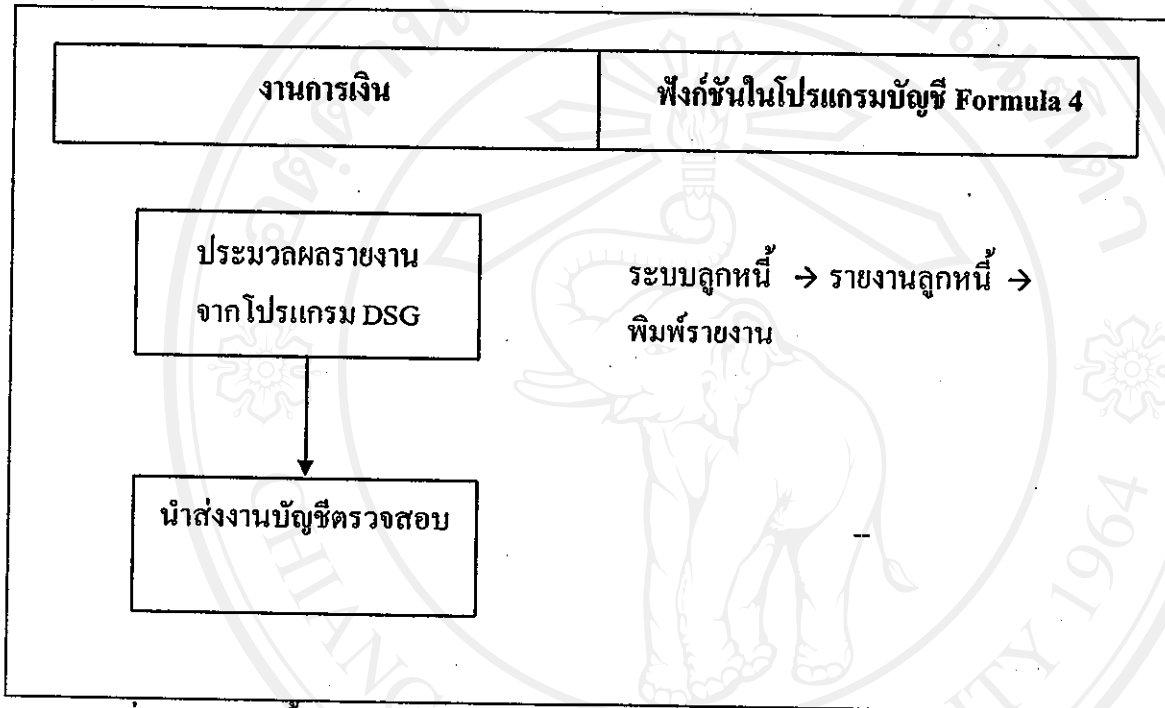 งานการเงิน
ฟังก์ชันในโปรแกรมบัญชี Formula 4
ประมวลผลรายงาน
จากโปรแกรม DSG
ระบบลูกหนี้ → รายงานลูกหนี้ →
พิมพ์รายงาน
นำส่งงานบัญชีตรวจสอบ
--